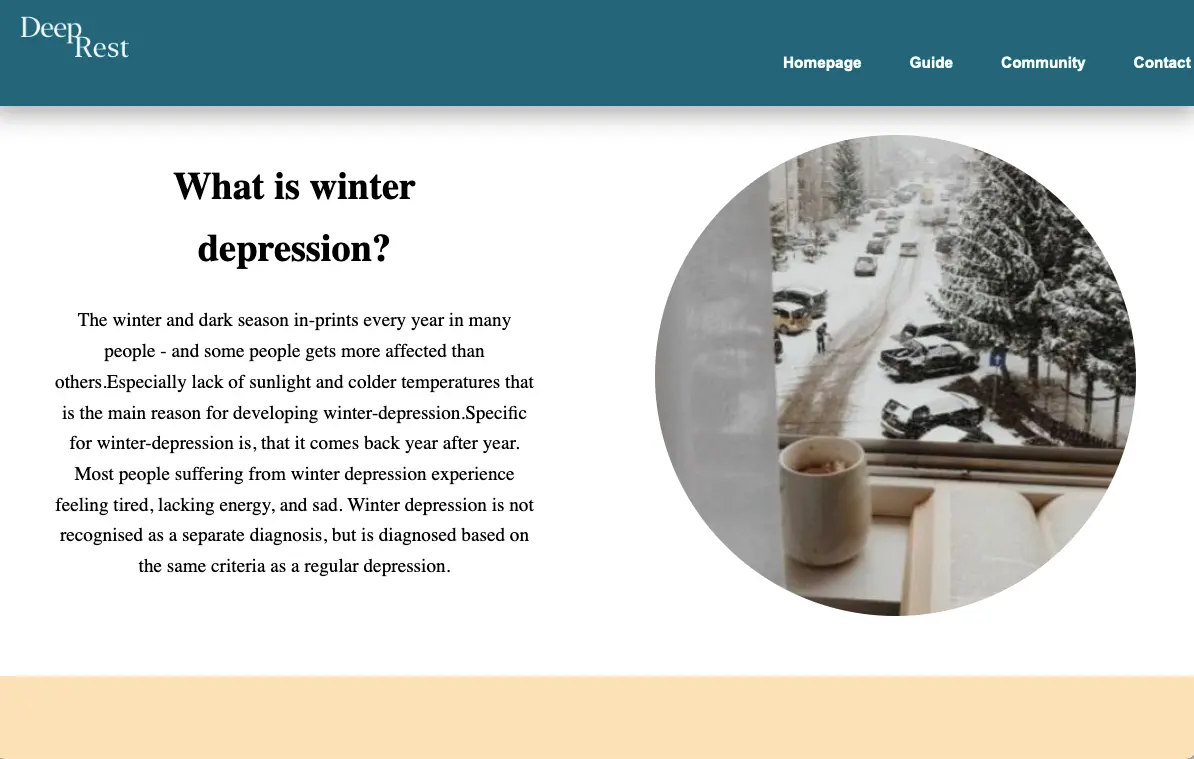 Deep
Rest
Homepage Guide Community Contact
What is winter
depression?
The winter and dark season in-prints every year in many
people - and some people gets more affected than
others.Especially lack of sunlight and colder temperatures that
is the main reason for developing winter-depression.Specific
for winter-depression is, that it comes back year after year.
Most people suffering from winter depression experience
feeling tired, lacking energy, and sad. Winter depression is not
recognised as a separate diagnosis, but is diagnosed based on
the same criteria as a regular depression.